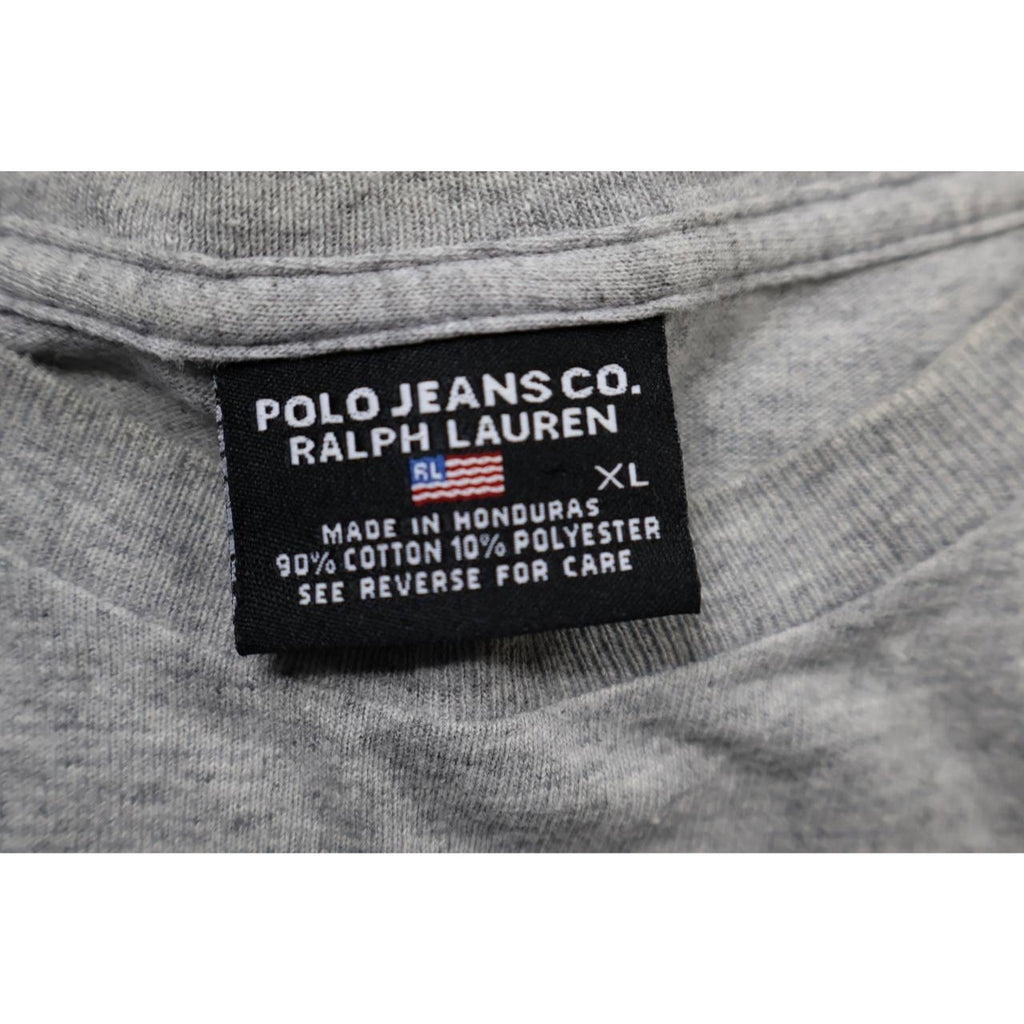 POLO JEANS CO.
RALPH LAUREN
RL
XL
MADE IN HONDURAS
90% COTTON 10% POLYESTER
SEE REVERSE FOR CARE